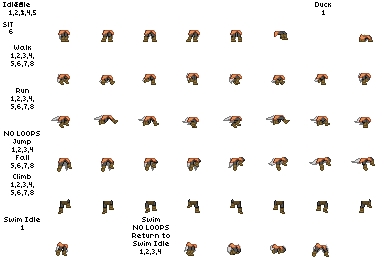 Idle
1,2,3,4,5
Duck
1
SIT
6
Walk
1,2,3,4,
5,6,7,8
Run
1,2,3,4,
5,6,7,8
NO LOOPS
Jump
1,2,3,4
Fall
5,6,7,8
Climb
1,2,3,4,
5,6,7,8
Swim Idle
1
Swim
NO LOOPS
Return to
Swim Idle
1,2,3,4